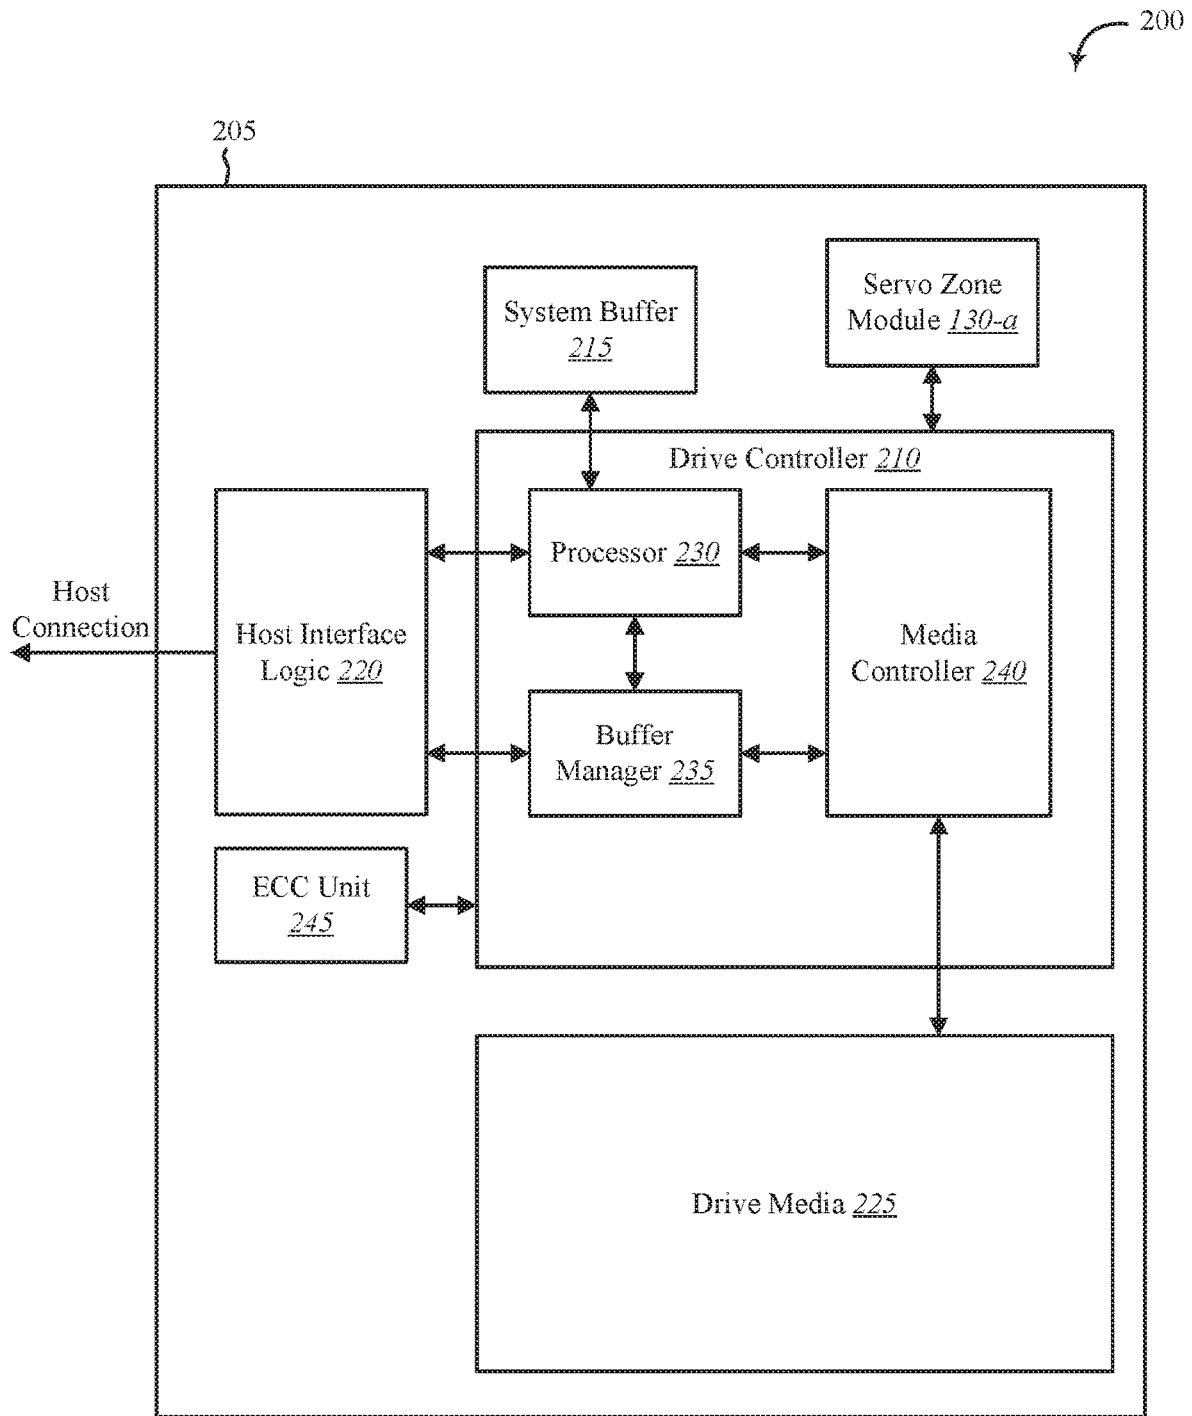 200
205
System Buffer
215
Servo Zone
Module 130-a
Drive Controller 210
Processor 230
Host
Connection
Host Interface
Logic 220
Media
Controller 240
Buffer
Manager 235
ECC Unit
245
Drive Media 225